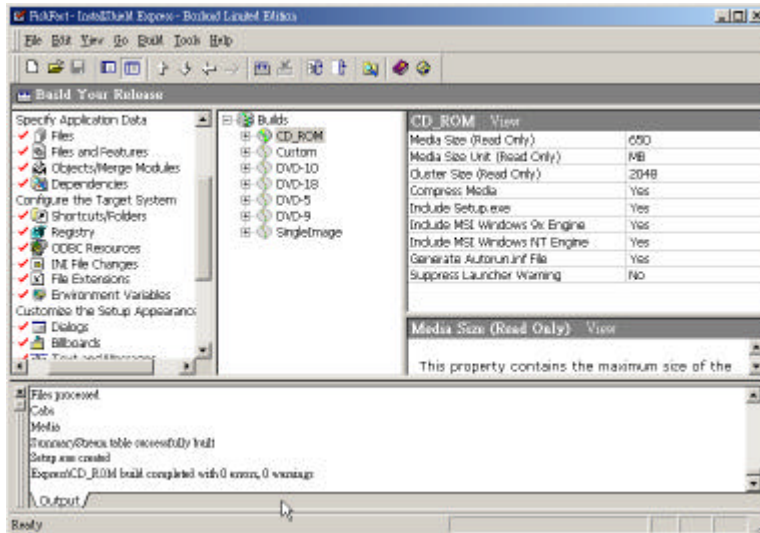 FishFact - InstallShield Express - Borland Limited Edition
File Edit View Go Build Tools Help
Build Your Release
Specify Application Data
Files
Files and Features
Objects/Merge Modules
Dependencies
Configure the Target System
Shortcuts/Folders
Registry
ODBC Resources
INI File Changes
File Extensions
Environment Variables
Customize the Setup Appearance
Dialogs
Billboards
Text and Messages
Builds
CD_ROM
Custom
DVD-10
DVD-18
DVD-5
DVD-9
SingleImage
CD_ROM View
Media Size (Read Only) 650
Media Size Unit (Read Only) MB
Cluster Size (Read Only) 2048
Compress Media Yes
Include Setup.exe Yes
Include MSI Windows 9x Engine Yes
Include MSI Windows NT Engine Yes
Generate Autorun.inf File Yes
Suppress Launcher Warning No
Media Size (Read Only) View
This property contains the maximum size of the
Files processed
Cabs
Media
SummaryStream table successfully built
Setup.exe created
Express\CD_ROM build completed with 0 errors, 0 warnings
Output
Ready